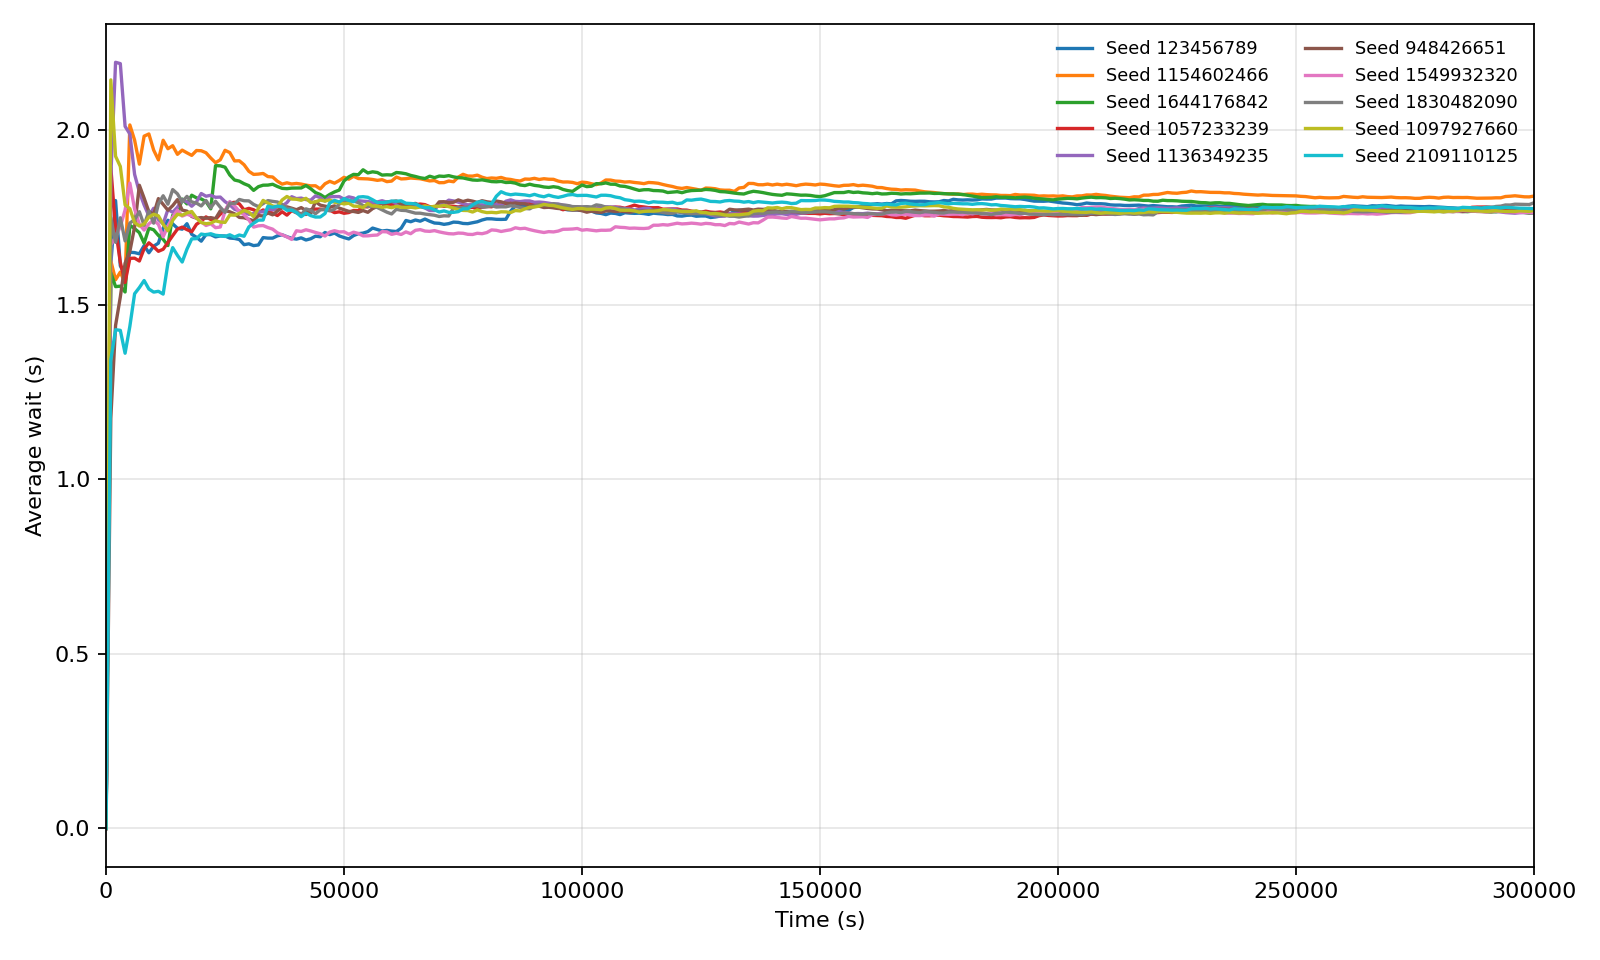 Seed 123456789
Seed 1154602466
Seed 1644176842
Seed 1057233239
Seed 1136349235
Seed 948426651
Seed 1549932320
Seed 1830482090
Seed 1097927660
Seed 2109110125
Average wait (s)
2.0
1.5
1.0
0.5
0.0
0 50000 100000 150000 200000 250000 300000
Time (s)